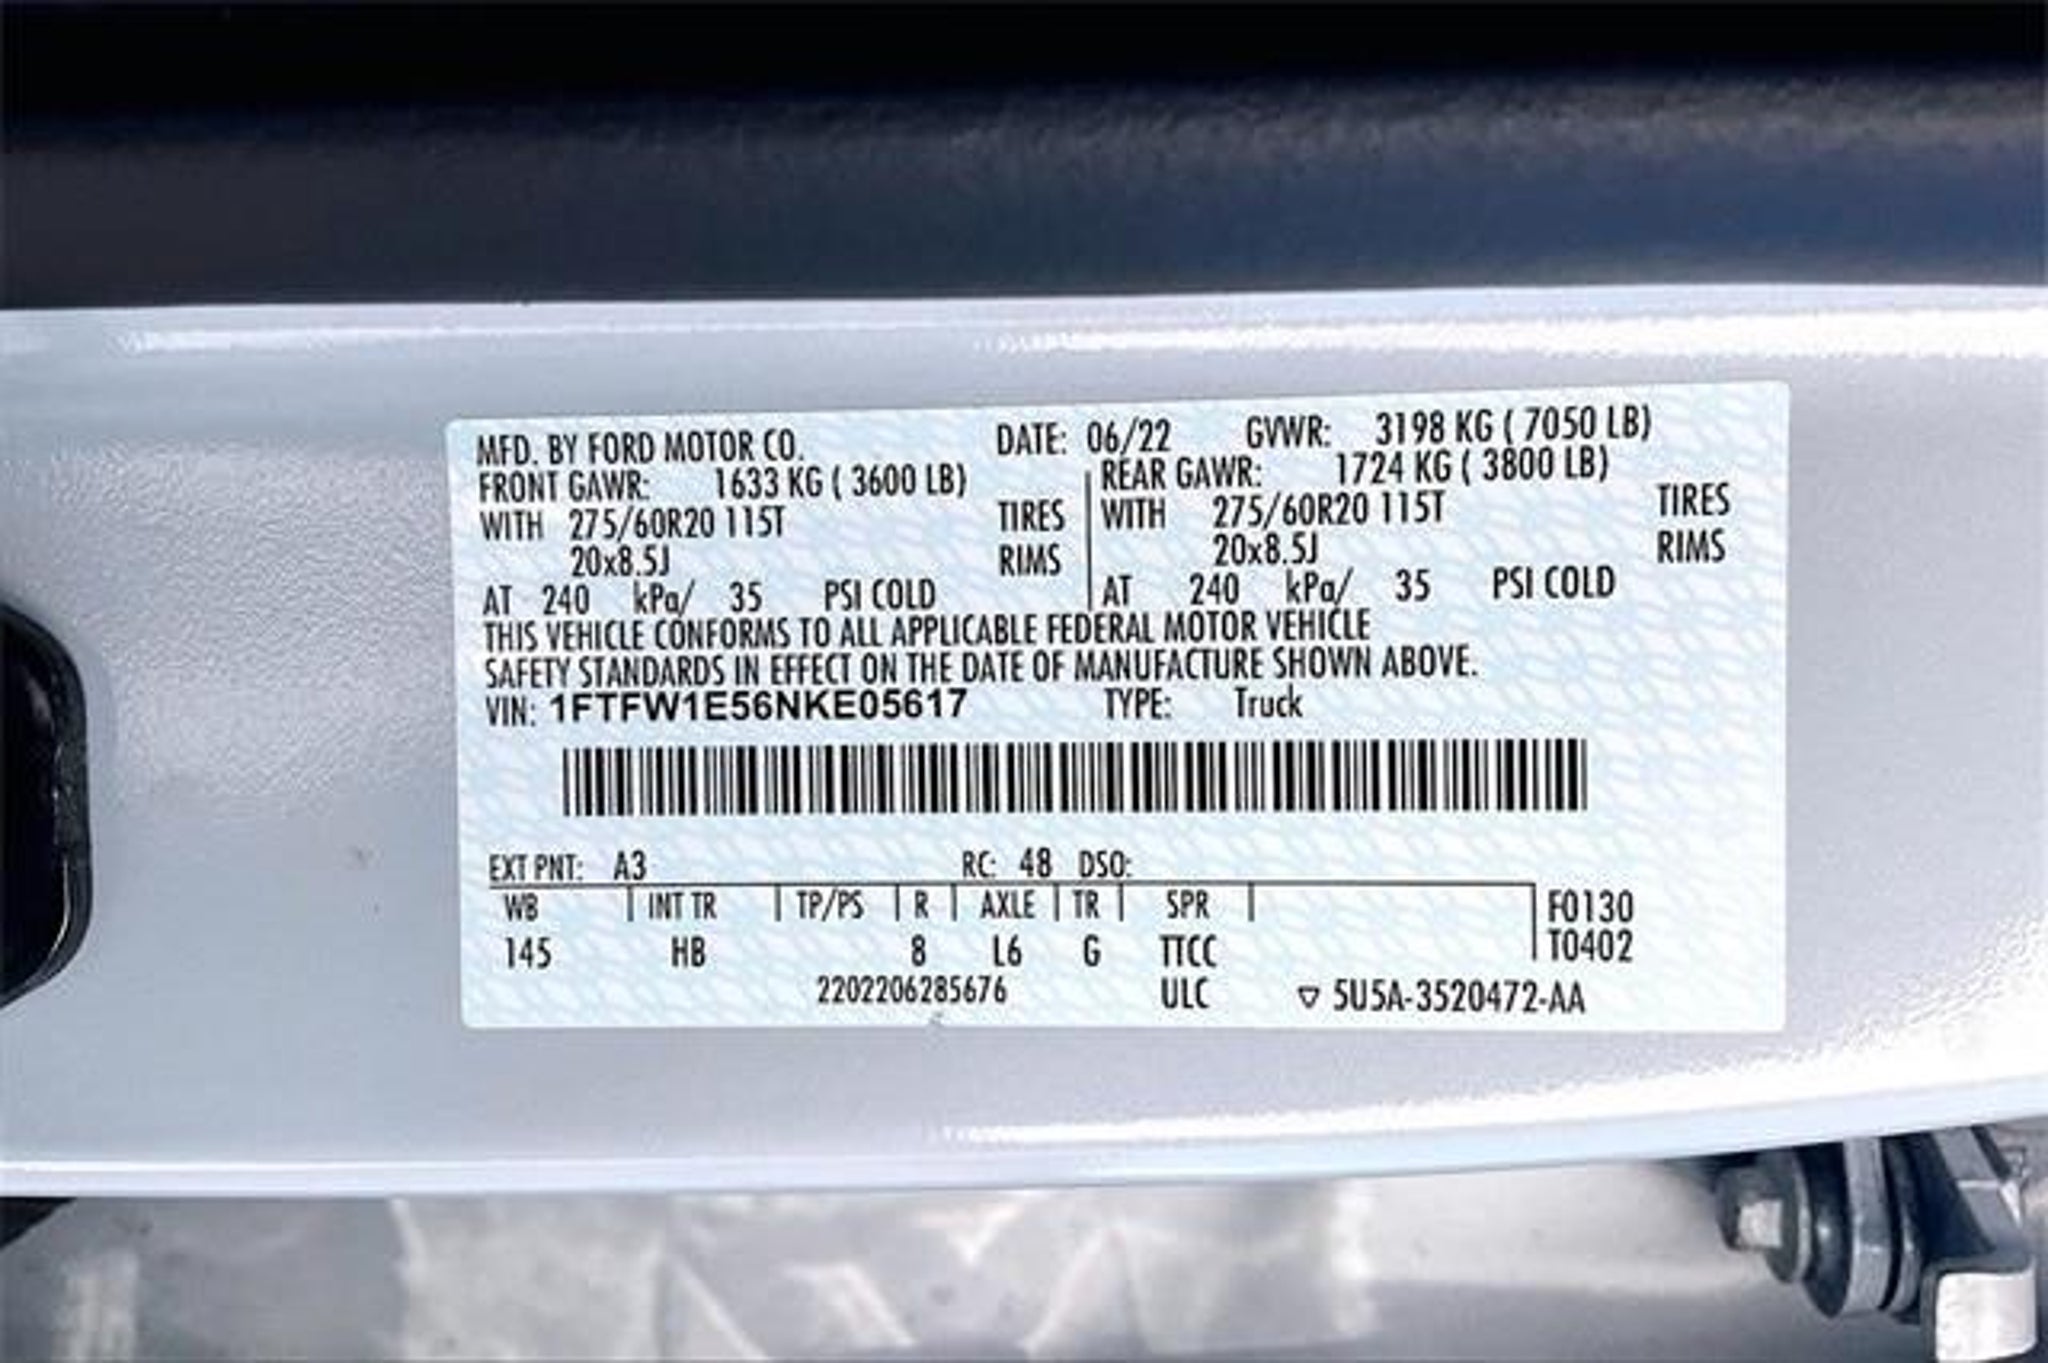 MFD. BY FORD MOTOR CO. DATE: 06/22 GVWR: 3198 KG ( 7050 LB)
FRONT GAWR: 1633 KG ( 3600 LB) REAR GAWR: 1724 KG ( 3800 LB)
WITH 275/60R20 115T TIRES WITH 275/60R20 115T TIRES
20x8.5J RIMS 20x8.5J RIMS
AT 240 kPa/ 35 PSI COLD AT 240 kPa/ 35 PSI COLD
THIS VEHICLE CONFORMS TO ALL APPLICABLE FEDERAL MOTOR VEHICLE
SAFETY STANDARDS IN EFFECT ON THE DATE OF MANUFACTURE SHOWN ABOVE.
VIN: 1FTFW1E56NKE05617 TYPE: Truck
EXT PNT: A3 RC: 48 DSO:
WB INT TR TP/PS R AXLE TR SPR F0130
145 HB 8 L6 G TTCC T0402
2202206285676 ULC ▽ 5U5A-3520472-AA